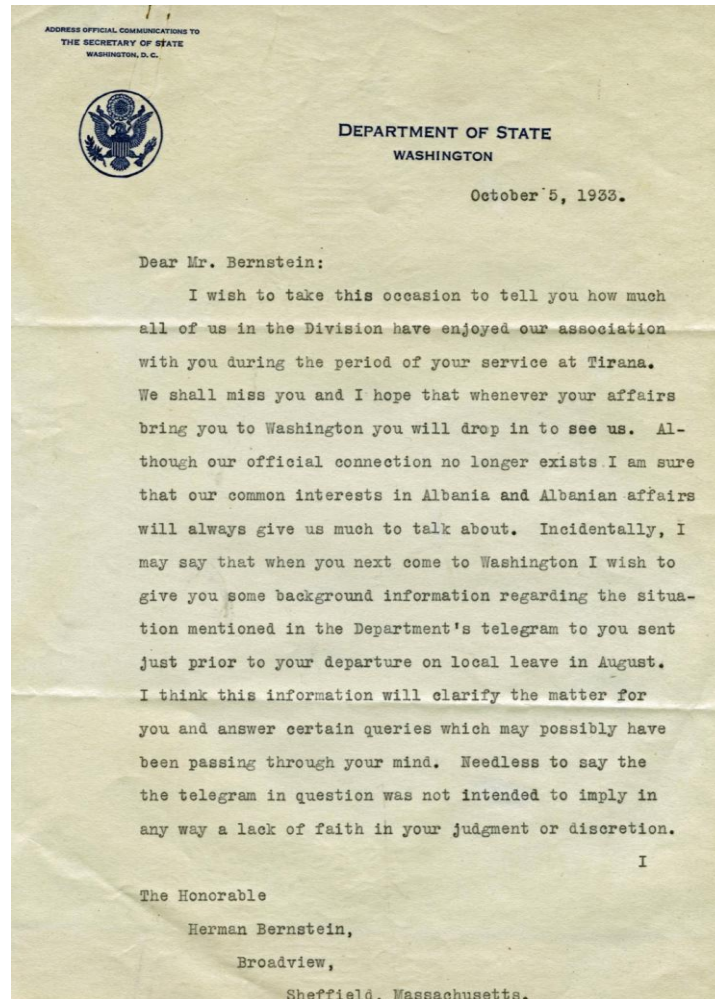 ADDRESS OFFICIAL COMMUNICATIONS TO
THE SECRETARY OF STATE
WASHINGTON, D. C.
DEPARTMENT OF STATE
WASHINGTON
October 5, 1933.
Dear Mr. Bernstein:
I wish to take this occasion to tell you how much
all of us in the Division have enjoyed our association
with you during the period of your service at Tirana.
We shall miss you and I hope that whenever your affairs
bring you to Washington you will drop in to see us. Al-
though our official connection no longer exists I am sure
that our common interests in Albania and Albanian affairs
will always give us much to talk about. Incidentally, I
may say that when you next come to Washington I wish to
give you some background information regarding the situa-
tion mentioned in the Department's telegram to you sent
just prior to your departure on local leave in August.
I think this information will clarify the matter for
you and answer certain queries which may possibly have
been passing through your mind. Needless to say the
the telegram in question was not intended to imply in
any way a lack of faith in your judgment or discretion.
I
The Honorable
Herman Bernstein,
Broadview,
Sheffield, Massachusetts.